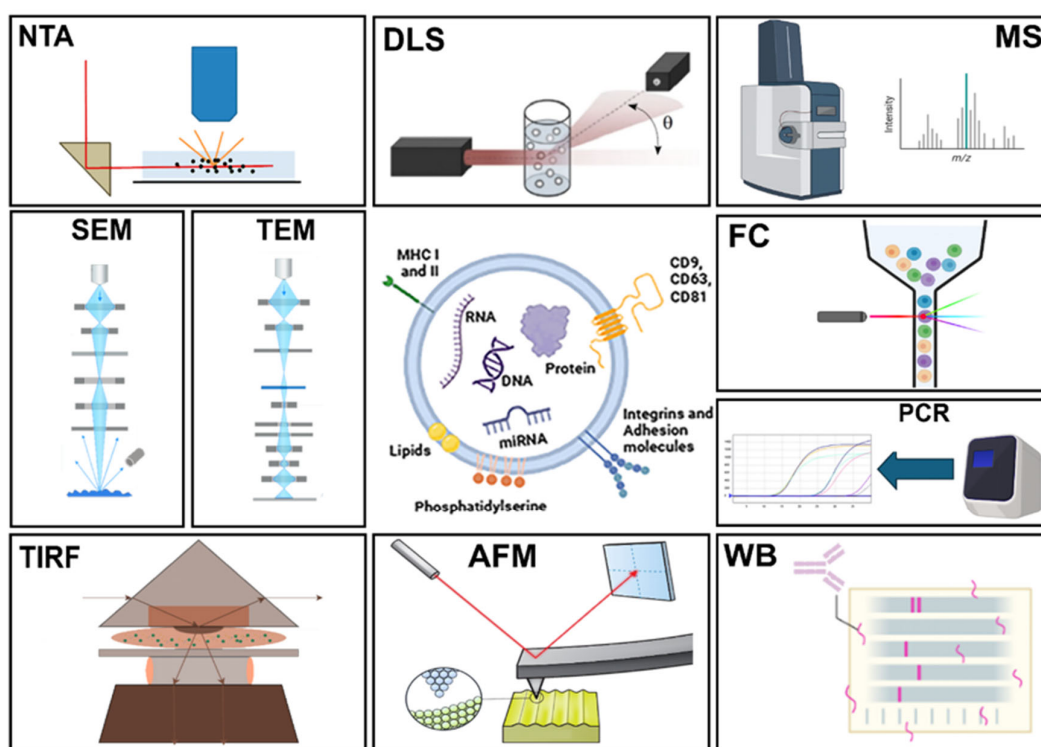 NTA
DLS
θ
MS
Intensity
m/z
SEM
TEM
MHC I
and II
CD9,
CD63,
CD81
RNA
Protein
DNA
miRNA
Lipids
Phosphatidylserine
Integrins and
Adhesion
molecules
FC
PCR
TIRF
AFM
WB